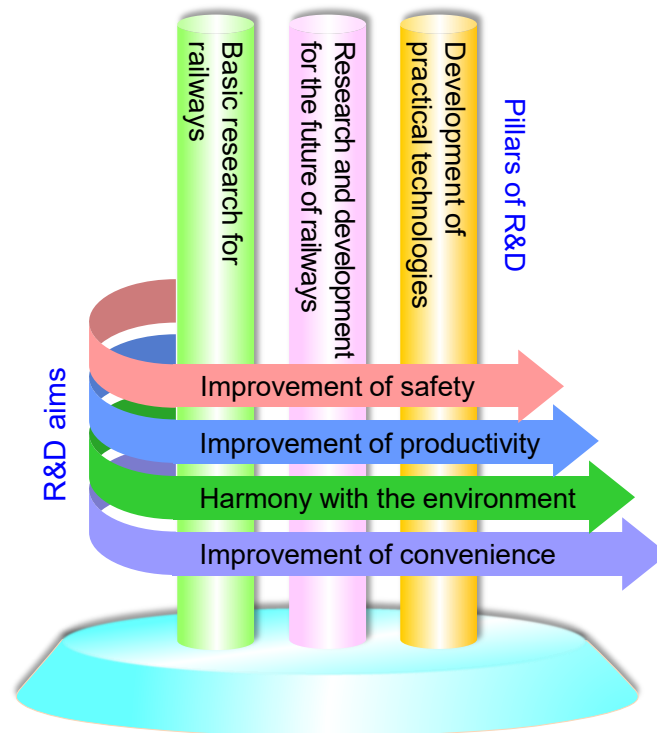 Basic research for
railways
Research and development
for the future of railways
Development of
practical technologies
Pillars of R&D
R&D aims
Improvement of safety
Improvement of productivity
Harmony with the environment
Improvement of convenience